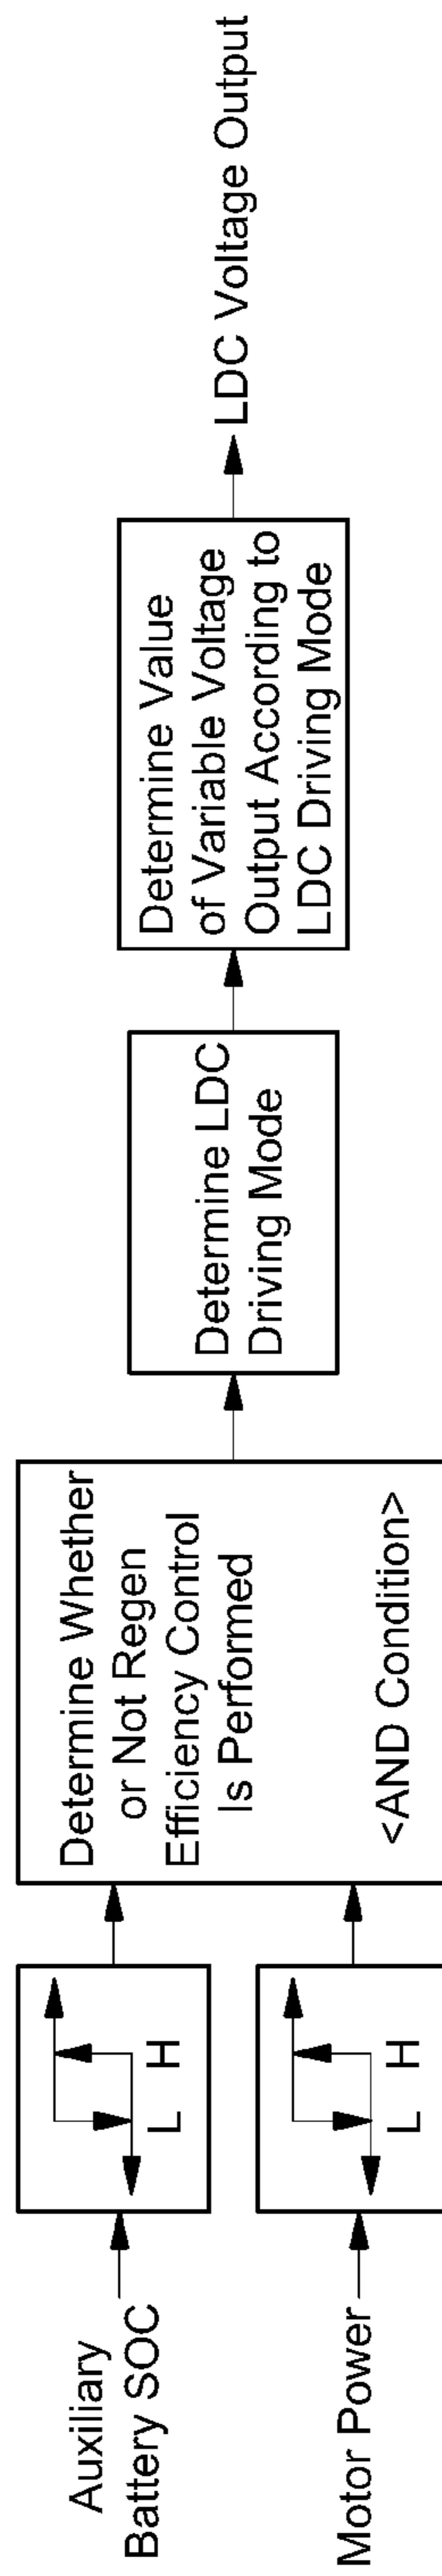 Auxiliary
Battery SOC
L H
Motor Power
L H
Determine Whether
or Not Regen
Efficiency Control
Is Performed
<AND Condition>
Determine LDC
Driving Mode
Determine Value
of Variable Voltage
Output According to
LDC Driving Mode
LDC Voltage Output